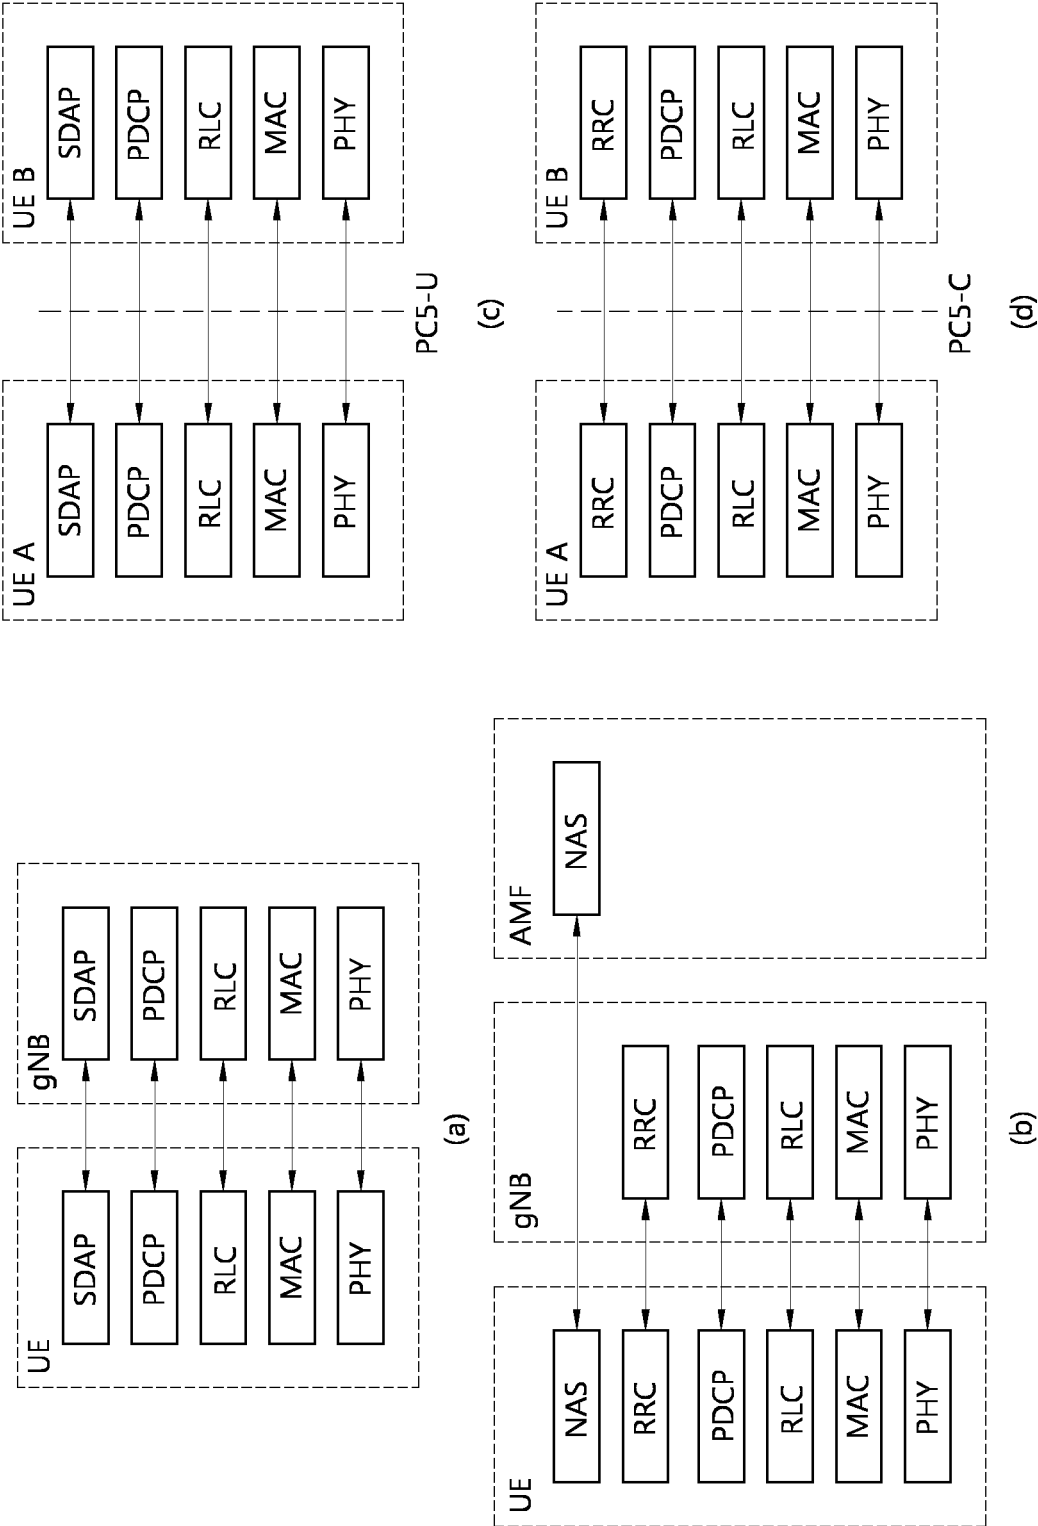 UE
gNB
SDAP
SDAP
PDCP
PDCP
RLC
RLC
MAC
MAC
PHY
PHY
(a)
UE
gNB
AMF
NAS
NAS
RRC
RRC
PDCP
PDCP
RLC
RLC
MAC
MAC
PHY
PHY
(b)
UE A
UE B
SDAP
SDAP
PDCP
PDCP
RLC
RLC
MAC
MAC
PHY
PHY
PC5-U
(c)
UE A
UE B
RRC
RRC
PDCP
PDCP
RLC
RLC
MAC
MAC
PHY
PHY
PC5-C
(d)